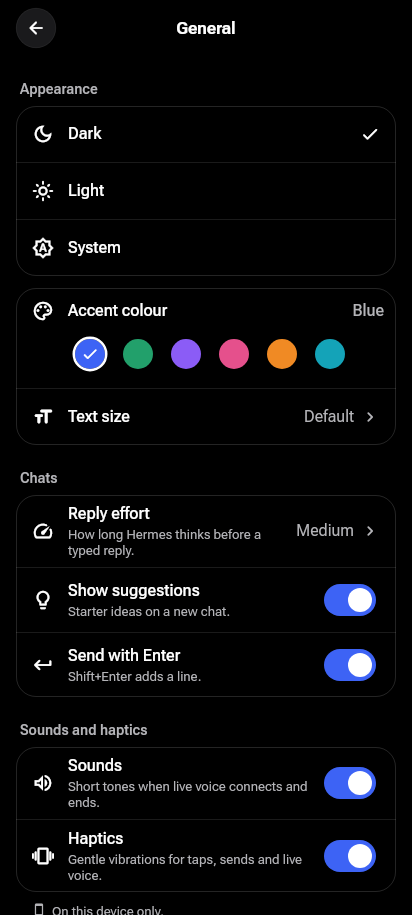 General
Appearance
Dark
Light
System
Accent colour
Blue
Text size
Default
Chats
Reply effort
How long Hermes thinks before a
typed reply.
Medium
Show suggestions
Starter ideas on a new chat.
Send with Enter
Shift+Enter adds a line.
Sounds and haptics
Sounds
Short tones when live voice connects and
ends.
Haptics
Gentle vibrations for taps, sends and live
voice.
On this device only.